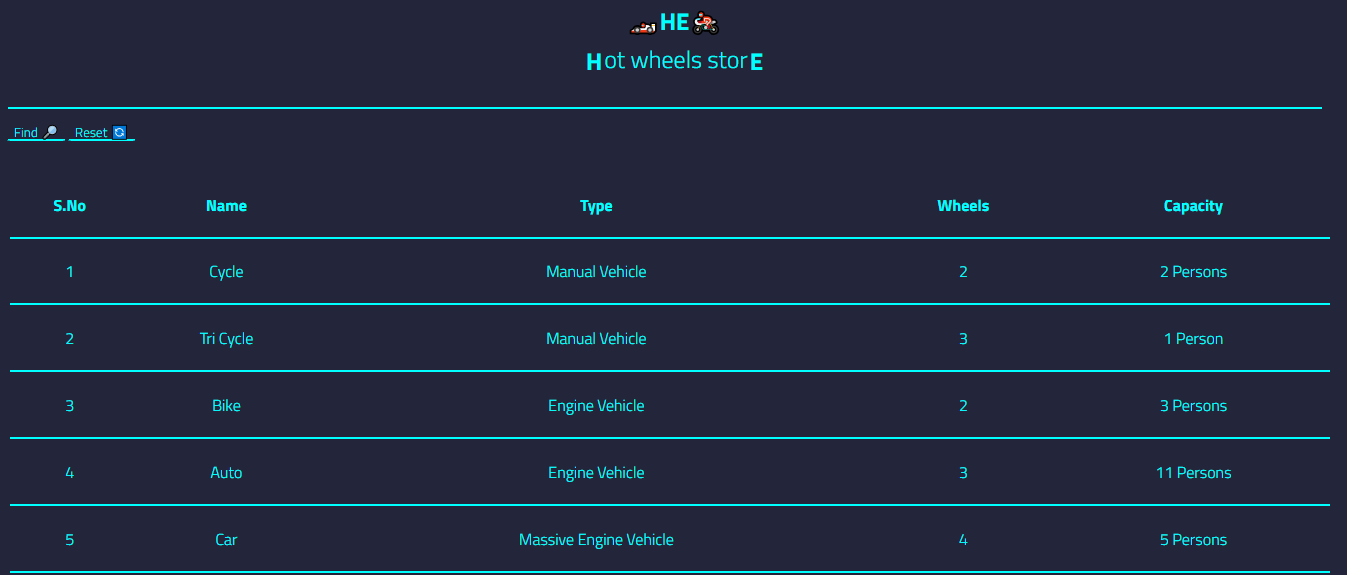 HE
Hot wheels storE
Find Reset
S.No Name Type Wheels Capacity
1 Cycle Manual Vehicle 2 2 Persons
2 Tri Cycle Manual Vehicle 3 1 Person
3 Bike Engine Vehicle 2 3 Persons
4 Auto Engine Vehicle 3 11 Persons
5 Car Massive Engine Vehicle 4 5 Persons